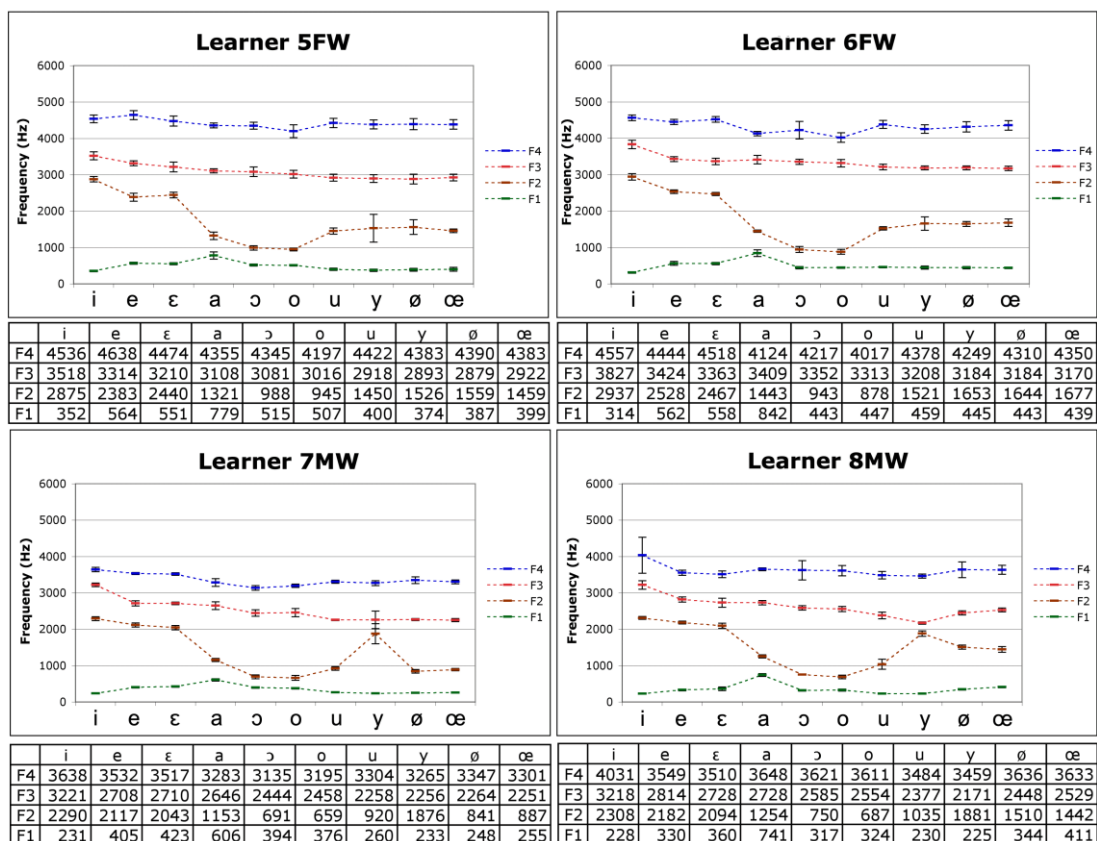 Learner 5FW
6000
5000
4000
3000
2000
1000
0
Frequency (Hz)
F4
F3
F2
F1
i e ɛ a ɔ o u y ø œ
i e ɛ a ɔ o u y ø œ
F4 4536 4638 4474 4355 4345 4197 4422 4383 4390 4383
F3 3518 3314 3210 3108 3081 3016 2918 2893 2879 2922
F2 2875 2383 2440 1321 988 945 1450 1526 1559 1459
F1 352 564 551 779 515 507 400 374 387 399
Learner 6FW
6000
5000
4000
3000
2000
1000
0
Frequency (Hz)
F4
F3
F2
F1
i e ɛ a ɔ o u y ø œ
i e ɛ a ɔ o u y ø œ
F4 4557 4444 4518 4124 4217 4017 4378 4249 4310 4350
F3 3827 3424 3363 3409 3352 3313 3208 3184 3184 3170
F2 2937 2528 2467 1443 943 878 1521 1653 1644 1677
F1 314 562 558 842 443 447 459 445 443 439
Learner 7MW
6000
5000
4000
3000
2000
1000
0
Frequency (Hz)
F4
F3
F2
F1
i e ɛ a ɔ o u y ø œ
i e ɛ a ɔ o u y ø œ
F4 3638 3532 3517 3283 3135 3195 3304 3265 3347 3301
F3 3221 2708 2710 2646 2444 2458 2258 2256 2264 2251
F2 2290 2117 2043 1153 691 659 920 1876 841 887
F1 231 405 423 606 394 376 260 233 248 255
Learner 8MW
6000
5000
4000
3000
2000
1000
0
Frequency (Hz)
F4
F3
F2
F1
i e ɛ a ɔ o u y ø œ
i e ɛ a ɔ o u y ø œ
F4 4031 3549 3510 3648 3621 3611 3484 3459 3636 3633
F3 3218 2814 2728 2728 2585 2554 2377 2171 2448 2529
F2 2308 2182 2094 1254 750 687 1035 1881 1510 1442
F1 228 330 360 741 317 324 230 225 344 411